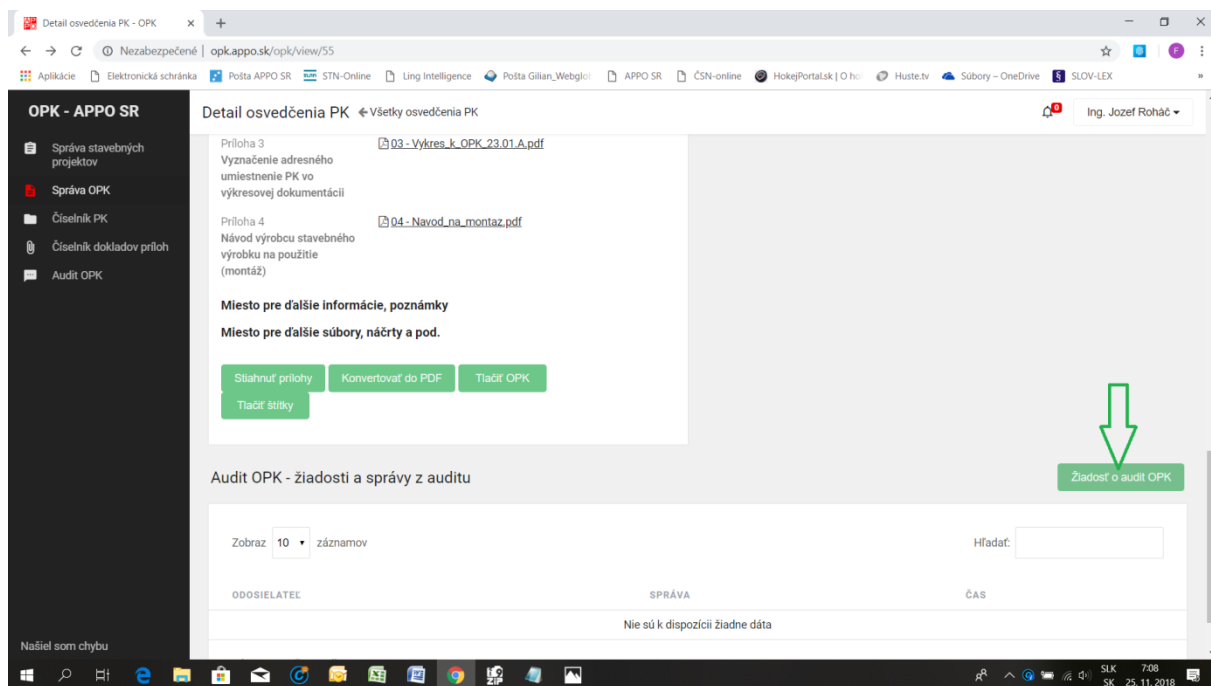 Detail osvedčenia PK - OPK
Nezabezpečené | opk.appo.sk/opk/view/55
F
Aplikácie Elektronická schránka Pošta APPO SR STN-Online Ling Intelligence Pošta Gilian_Webglob APPO SR ČSN-online HokejPortal.sk | O ho Huste.tv Súbory – OneDrive SLOV-LEX
OPK - APPO SR
Detail osvedčenia PK Všetky osvedčenia PK
0
Ing. Jozef Roháč
Správa stavebných
projektov
Správa OPK
Číselník PK
Číselník dokladov príloh
Audit OPK
Príloha 3
03 - Vykres_k_OPK_23.01.A.pdf
Vyznačenie adresného
umiestnenie PK vo
výkresovej dokumentácii
Príloha 4
04 - Navod_na_montaz.pdf
Návod výrobcu stavebného
výrobku na použitie
(montáž)
Miesto pre ďalšie informácie, poznámky
Miesto pre ďalšie súbory, náčrty a pod.
Stiahnuť prílohy Konvertovať do PDF Tlačiť OPK
Tlačiť štítky
Audit OPK - žiadosti a správy z auditu
Žiadosť o audit OPK
Zobraz 10 záznamov
Hľadať:
ODOSIELATEĽ SPRÁVA ČAS
Nie sú k dispozícii žiadne dáta
Našiel som chybu
SLK 7:08
SK 25. 11. 2018